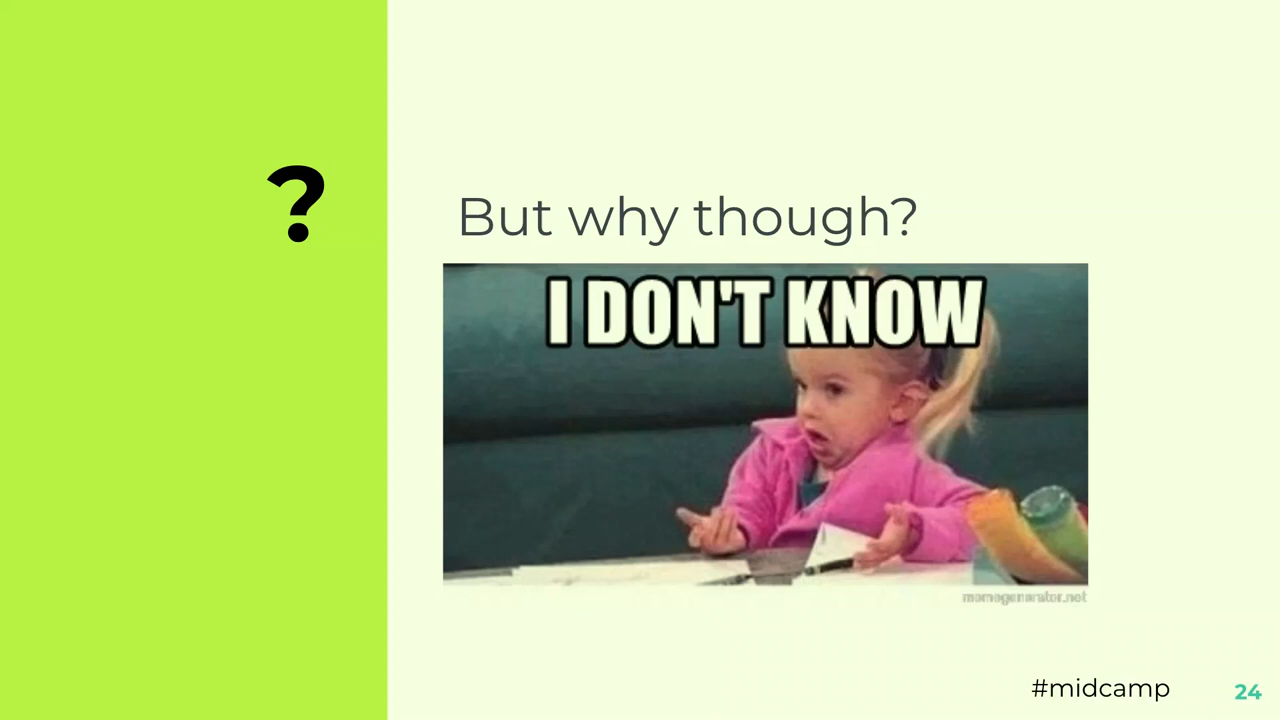 ?
But why though?
I DON'T KNOW
memegenerator.net
#midcamp
24